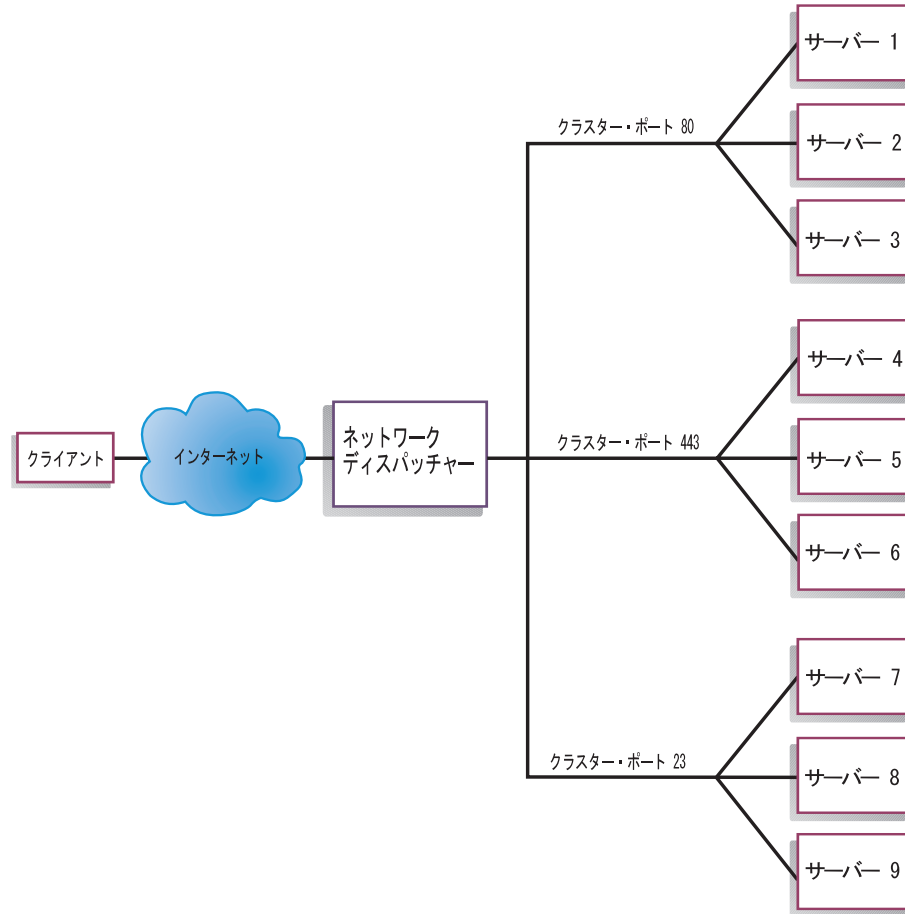 クライアント
インターネット
ネットワーク
ディスパッチャー
クラスター・ポート 80
サーバー 1
サーバー 2
サーバー 3
クラスター・ポート 443
サーバー 4
サーバー 5
サーバー 6
クラスター・ポート 23
サーバー 7
サーバー 8
サーバー 9